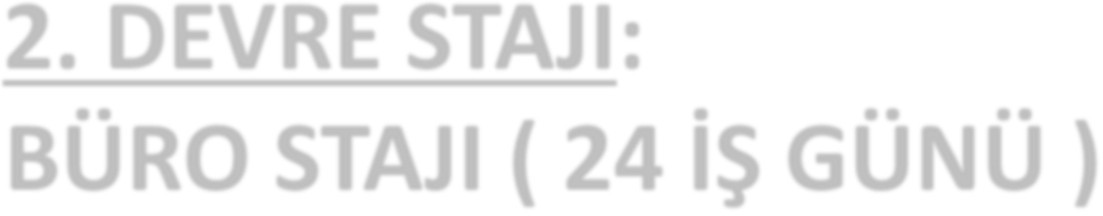 2. DEVRE STAJI:
BÜRO STAJI ( 24 İŞ GÜNÜ )